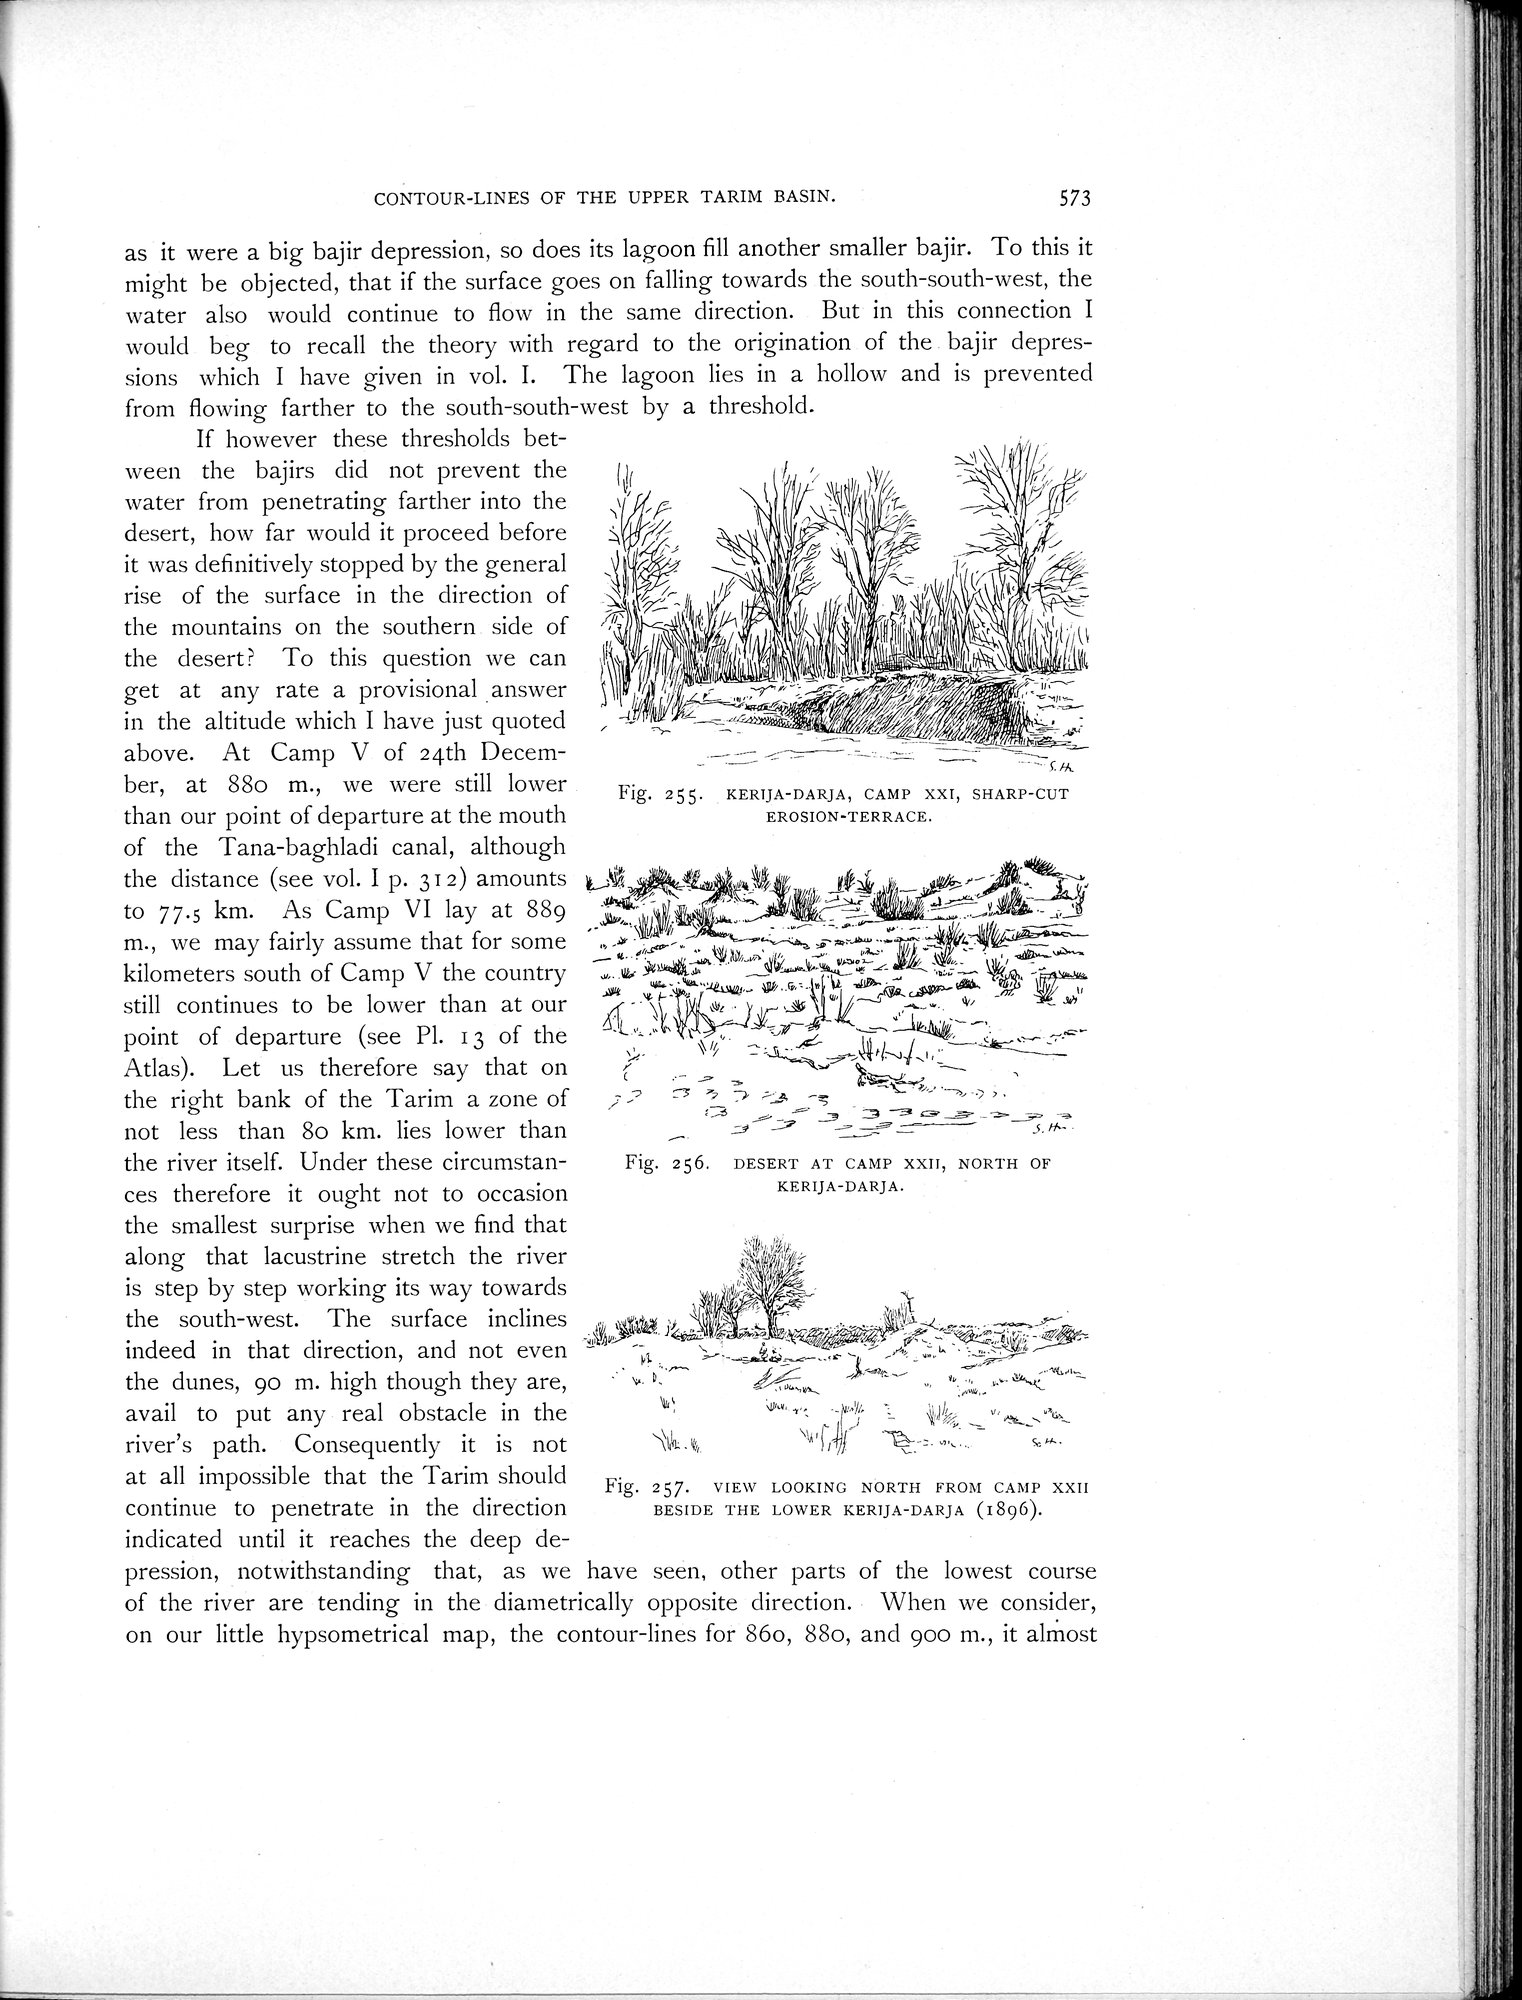 CONTOUR-LINES OF THE UPPER TARIM BASIN. 573
as it were a big bajir depression, so does its lagoon fill another smaller bajir. To this it
might be objected, that if the surface goes on falling towards the south-south-west, the
water also would continue to flow in the same direction. But in this connection I
would beg to recall the theory with regard to the origination of the bajir depres-
sions which I have given in vol. I. The lagoon lies in a hollow and is prevented
from flowing farther to the south-south-west by a threshold.
If however these thresholds bet-
ween the bajirs did not prevent the
water from penetrating farther into the
desert, how far would it proceed before
it was definitively stopped by the general
rise of the surface in the direction of
the mountains on the southern side of
the desert? To this question we can
get at any rate a provisional answer
in the altitude which I have just quoted
above. At Camp V of 24th Decem-
ber, at 880 m., we were still lower
than our point of departure at the mouth
of the Tana-baghladi canal, although
the distance (see vol. I p. 312) amounts
to 77.5 km. As Camp VI lay at 889
m., we may fairly assume that for some
kilometers south of Camp V the country
still continues to be lower than at our
point of departure (see Pl. 13 of the
Atlas). Let us therefore say that on
the right bank of the Tarim a zone of
not less than 80 km. lies lower than
the river itself. Under these circumstan-
ces therefore it ought not to occasion
the smallest surprise when we find that
along that lacustrine stretch the river
is step by step working its way towards
the south-west. The surface inclines
indeed in that direction, and not even
the dunes, 90 m. high though they are,
avail to put any real obstacle in the
river's path. Consequently it is not
at all impossible that the Tarim should
continue to penetrate in the direction
indicated until it reaches the deep de-
pression, notwithstanding that, as we have seen, other parts of the lowest course
of the river are tending in the diametrically opposite direction. When we consider,
on our little hypsometrical map, the contour-lines for 860, 880, and 900 m., it almost
S. H.
Fig. 255. KERIJA-DARJA, CAMP XXI, SHARP-CUT
EROSION-TERRACE.
S. H.
Fig. 256. DESERT AT CAMP XXII, NORTH OF
KERIJA-DARJA.
S. H.
Fig. 257. VIEW LOOKING NORTH FROM CAMP XXII
BESIDE THE LOWER KERIJA-DARJA (1896).